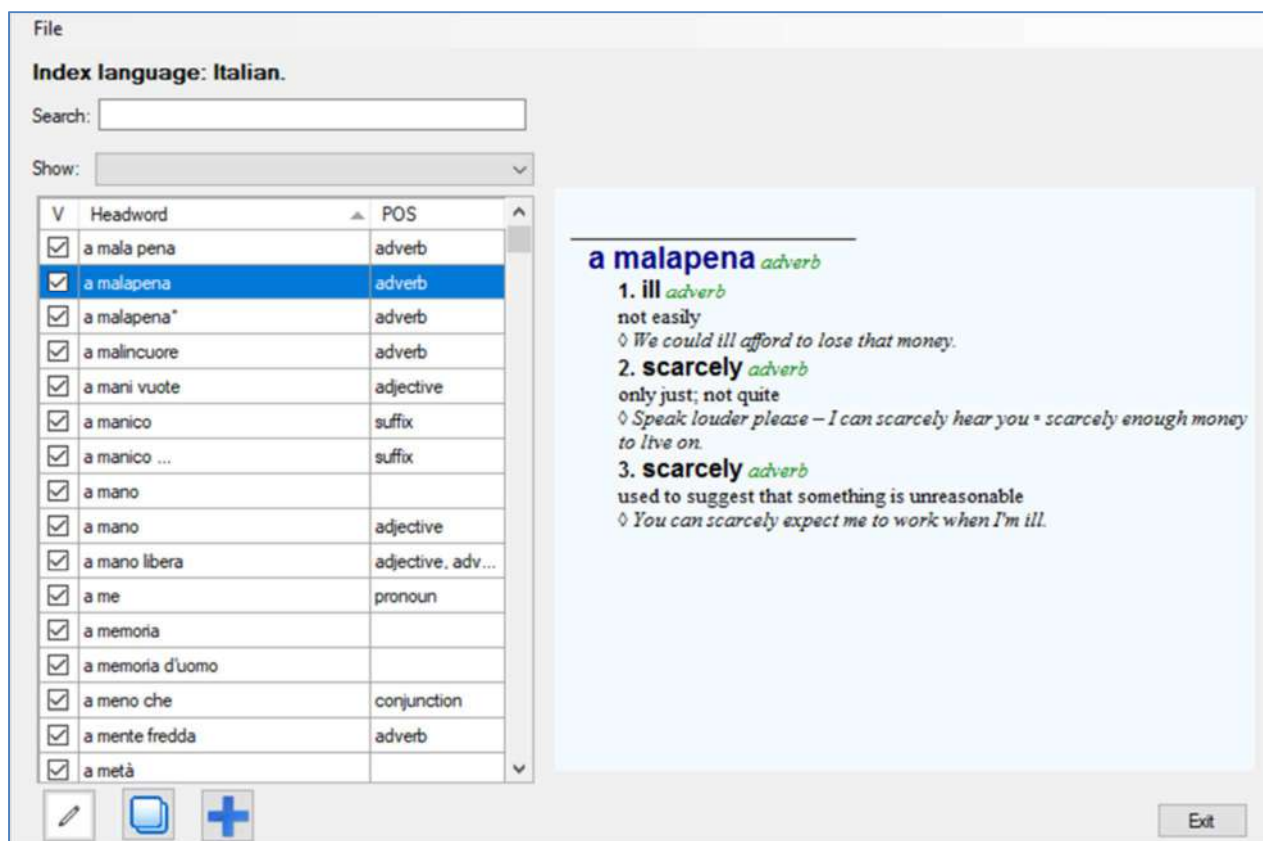 File
Index language: Italian.
Search:
Show:
V Headword POS
a mala pena adverb
a malapena adverb
a malapena* adverb
a malincuore adverb
a mani vuote adjective
a manico suffix
a manico ... suffix
a mano
a mano adjective
a mano libera adjective, adv...
a me pronoun
a memoria
a memoria d'uomo
a meno che conjunction
a mente fredda adverb
a metà
a malapena adverb
1. ill adverb
not easily
◊ We could ill afford to lose that money.
2. scarcely adverb
only just; not quite
◊ Speak louder please – I can scarcely hear you ▪ scarcely enough money
to live on.
3. scarcely adverb
used to suggest that something is unreasonable
◊ You can scarcely expect me to work when I'm ill.
Exit